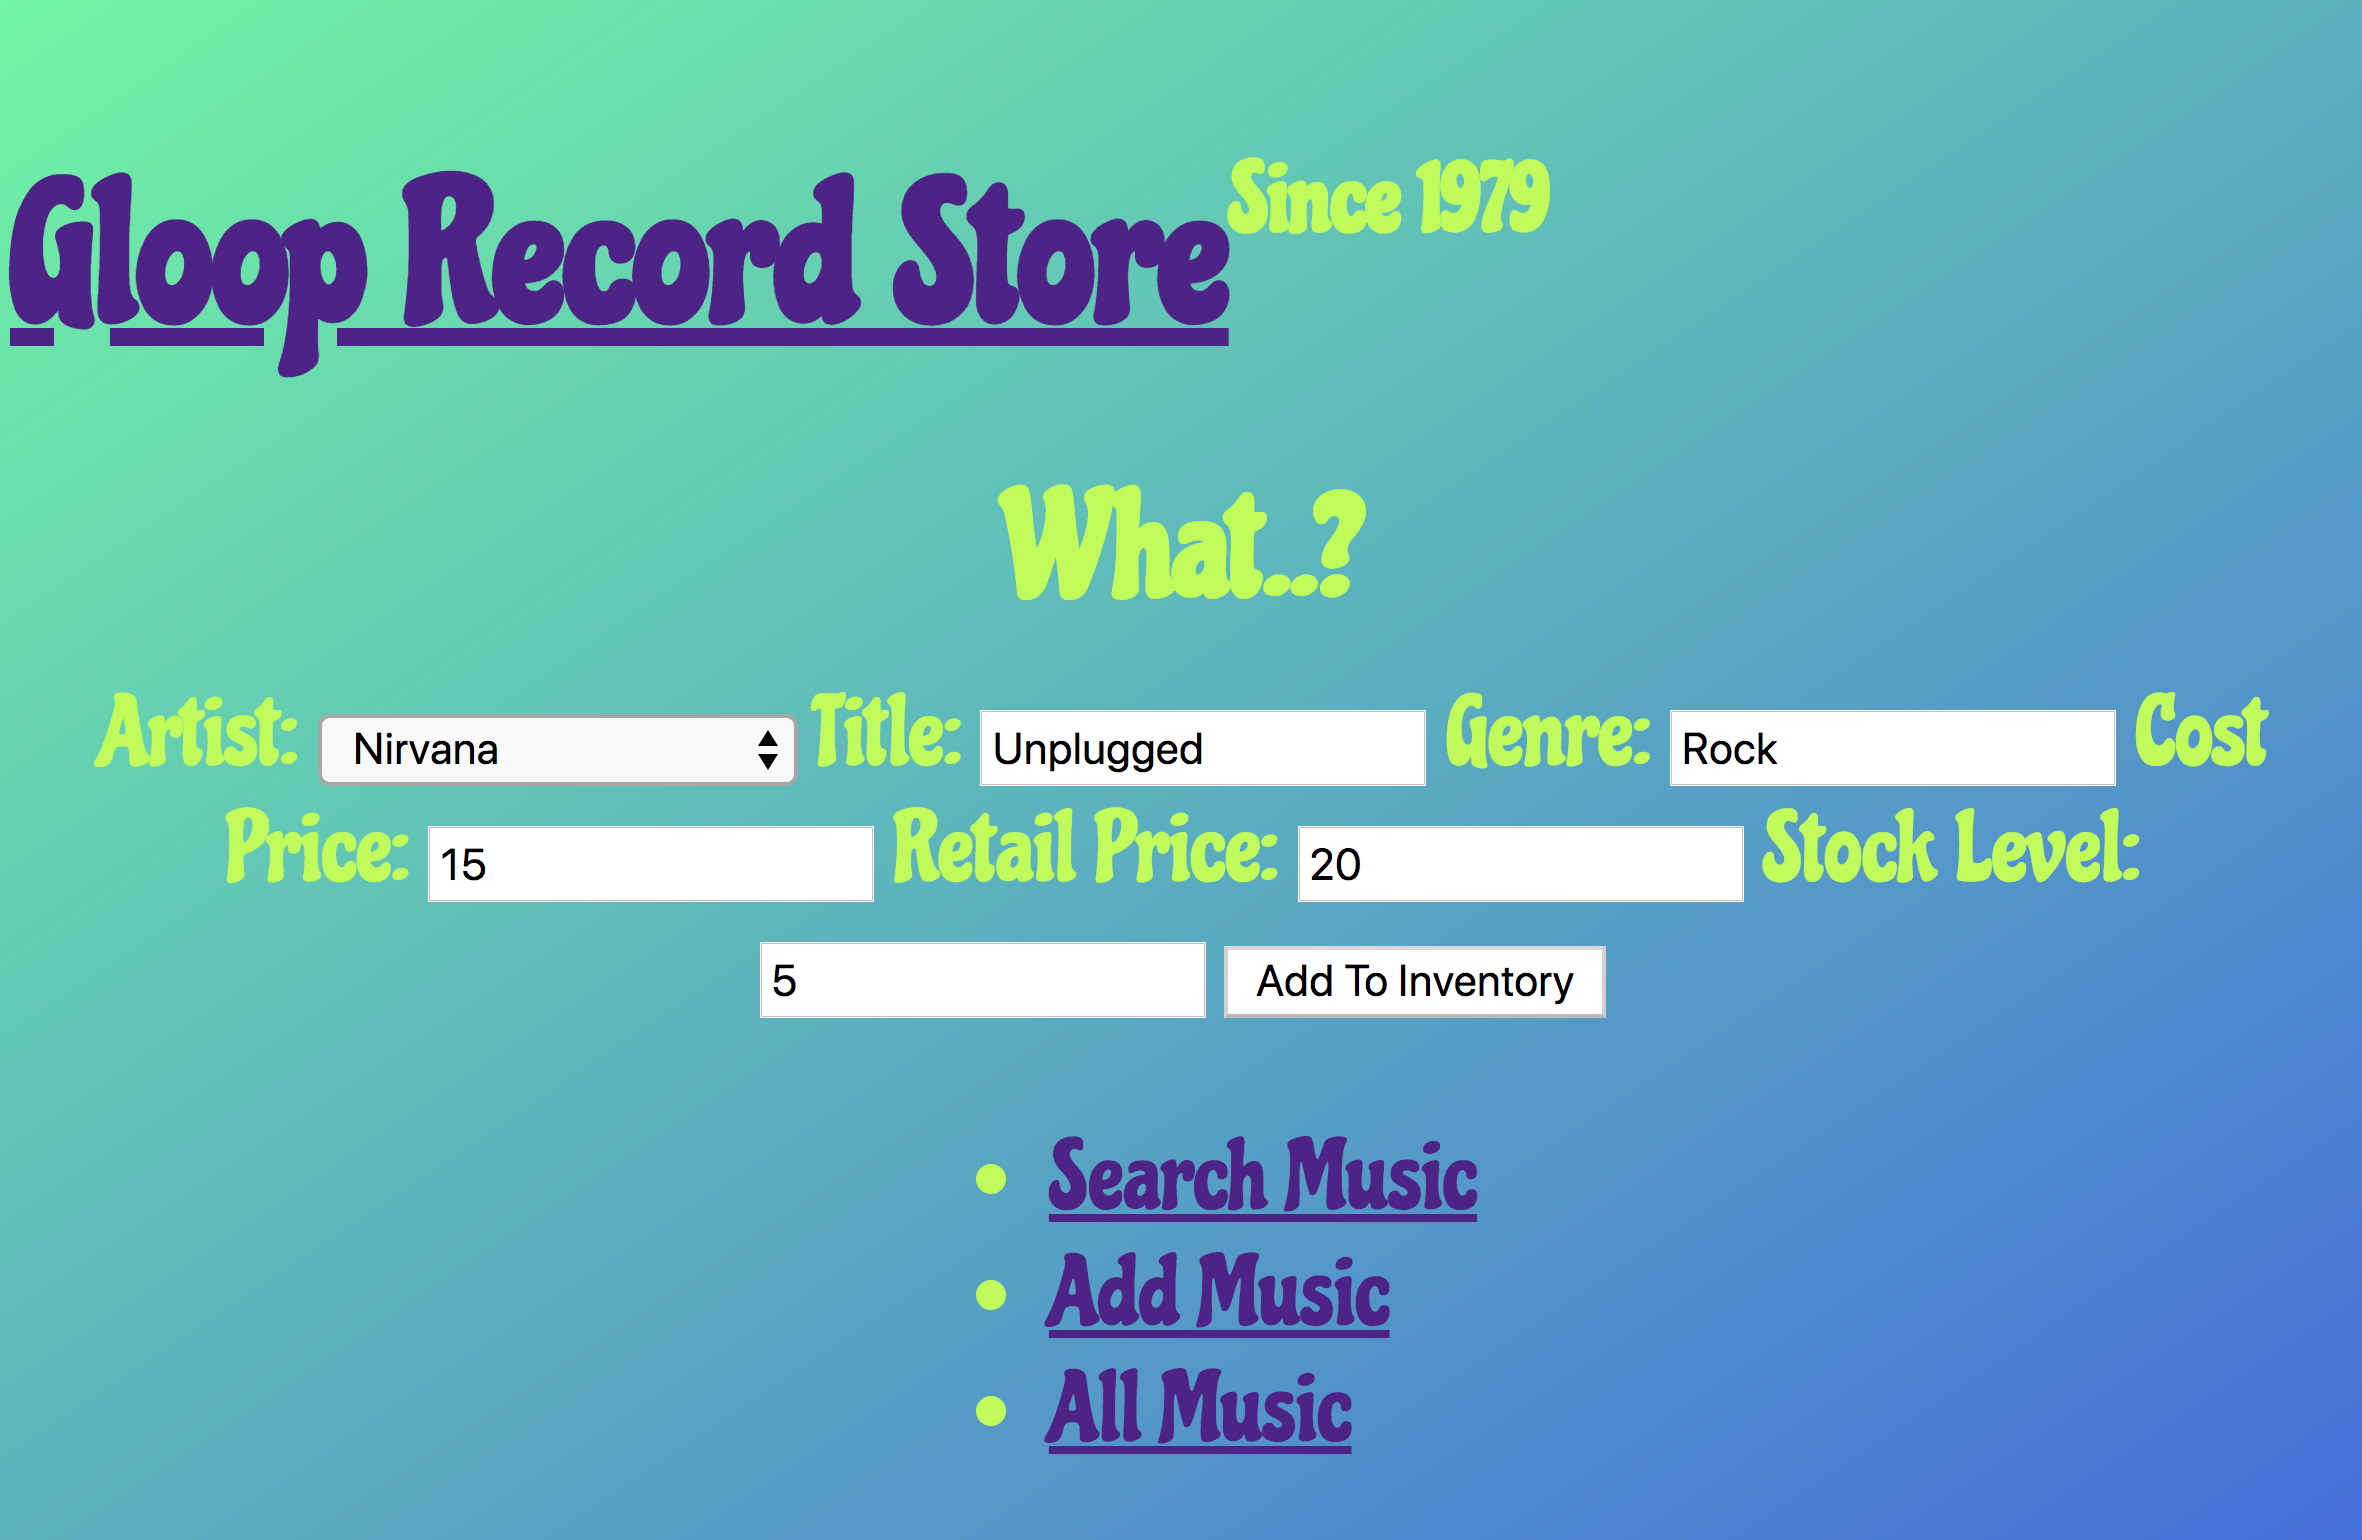 Gloop Record Store Since 1979
What...?
Artist: Nirvana Title: Unplugged Genre: Rock Cost
Price: 15 Retail Price: 20 Stock Level:
5 Add To Inventory
Search Music
Add Music
All Music